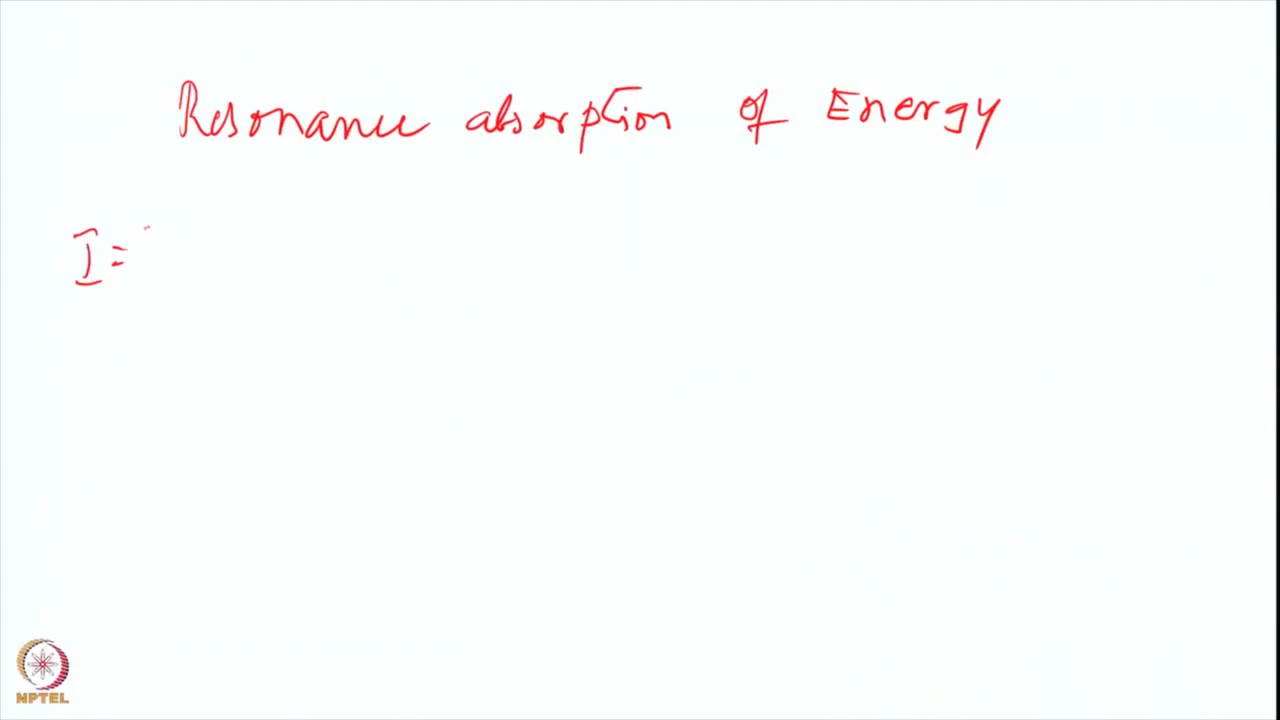 Resonance absorption of Energy
I =
NPTEL